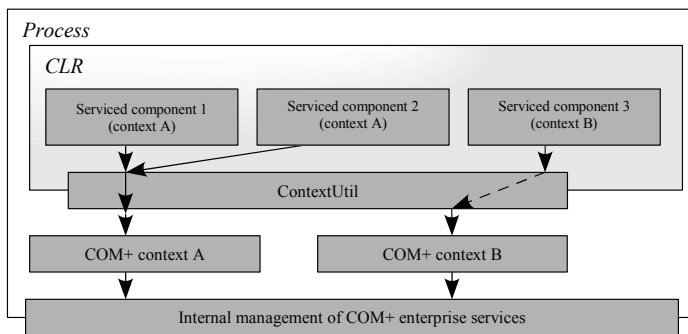 Process
CLR
Serviced component 1
(context A)
Serviced component 2
(context A)
Serviced component 3
(context B)
ContextUtil
COM+ context A
COM+ context B
Internal management of COM+ enterprise services